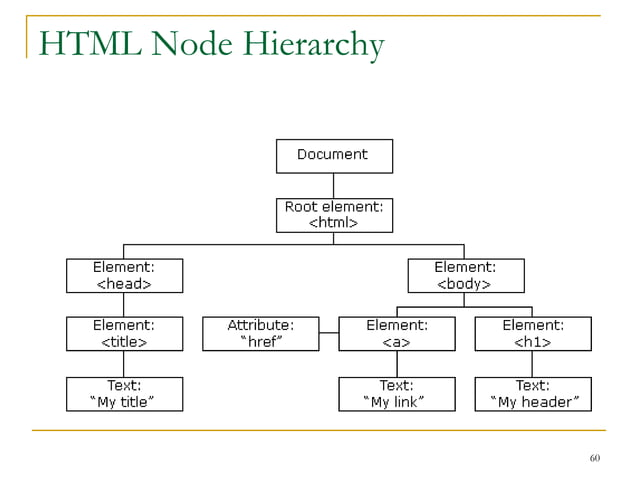 HTML Node Hierarchy
Document
Root element:
<html>
Element:
<head>
Element:
<body>
Element:
<title>
Attribute:
“href”
Element:
<a>
Element:
<h1>
Text:
“My title”
Text:
“My link”
Text:
“My header”
60